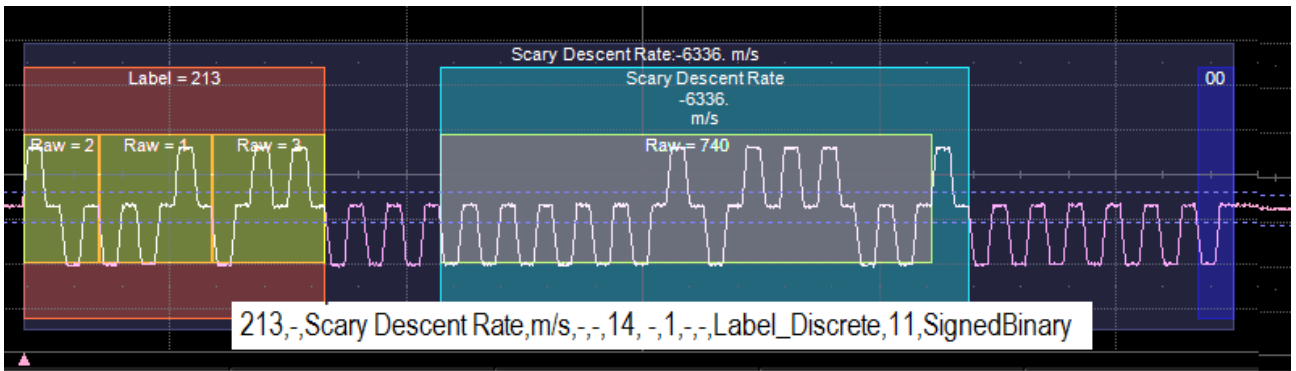 Scary Descent Rate:-6336. m/s
Label = 213
Scary Descent Rate
-6336.
m/s
00
Raw = 2
Raw = 1
Raw = 3
Raw = 740
213,-,Scary Descent Rate,m/s,-,-,14, -,1,-,-,Label_Discrete,11,SignedBinary